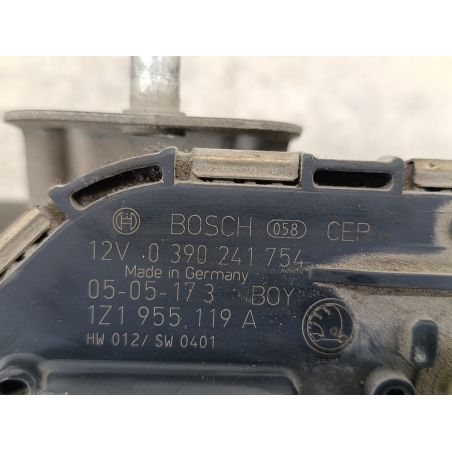 BOSCH 058 CEP
12V 0 390 241 754
Made in Germany
05-05-17 3 BOY
1Z1 955 119 A
HW 012/ SW 0401